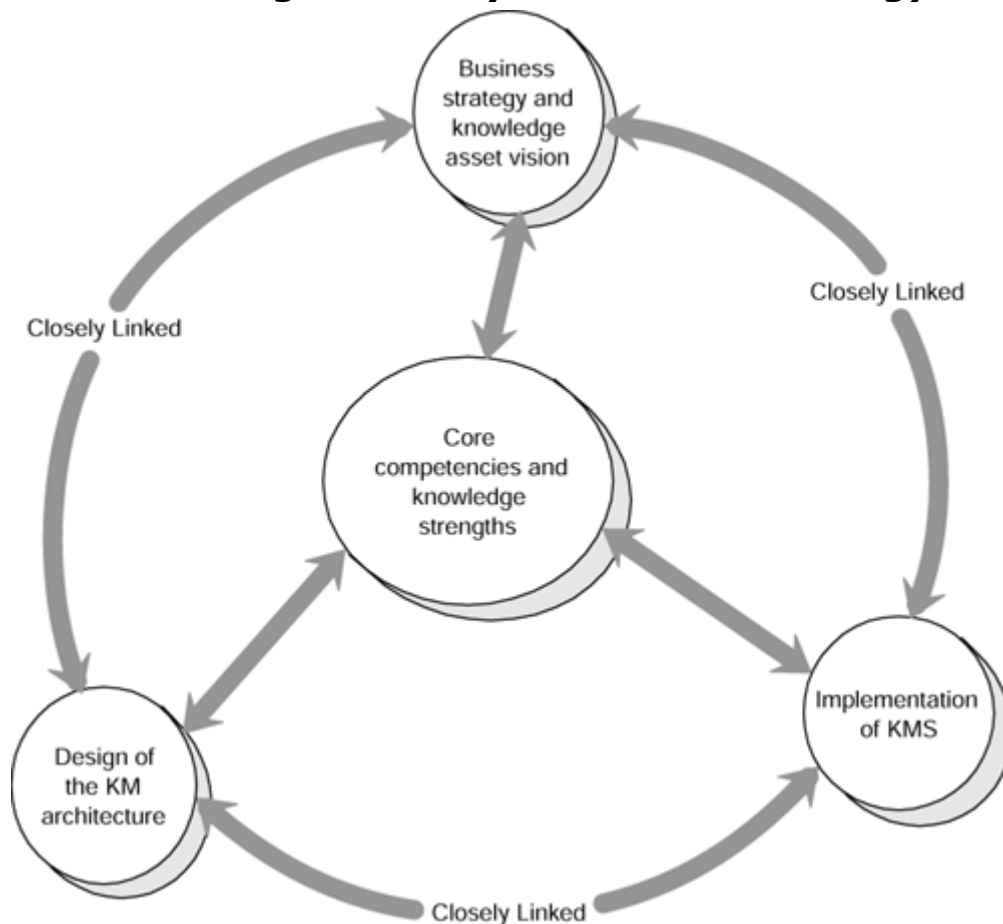 Business
strategy and
knowledge
asset vision
Closely Linked
Closely Linked
Core
competencies and
knowledge
strengths
Implementation
of KMS
Design of
the KM
architecture
Closely Linked